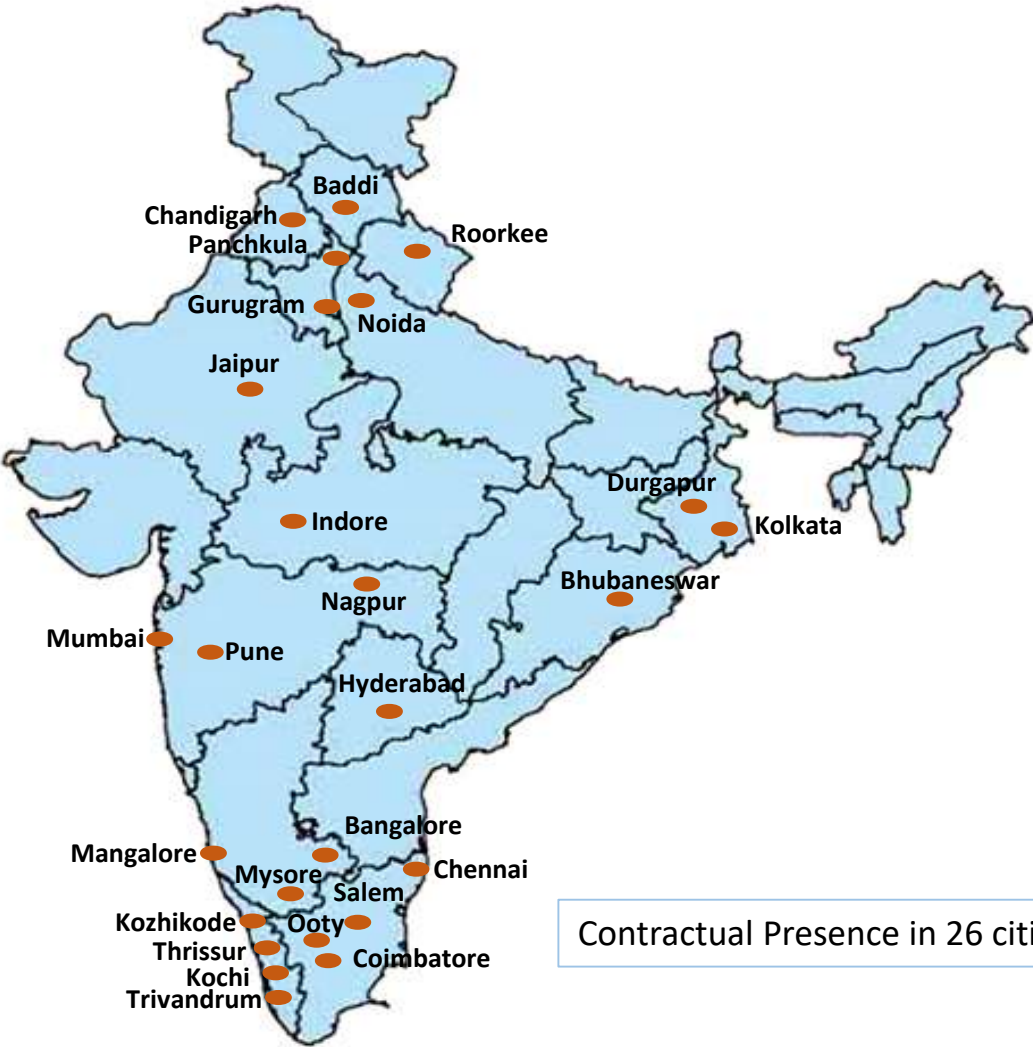 Baddi
Chandigarh
Roorkee
Panchkula
Gurugram
Noida
Jaipur
Durgapur
Indore
Kolkata
Bhubaneswar
Nagpur
Mumbai
Pune
Hyderabad
Bangalore
Mangalore
Chennai
Mysore
Salem
Kozhikode
Ooty
Thrissur
Coimbatore
Kochi
Trivandrum
Contractual Presence in 26 citi